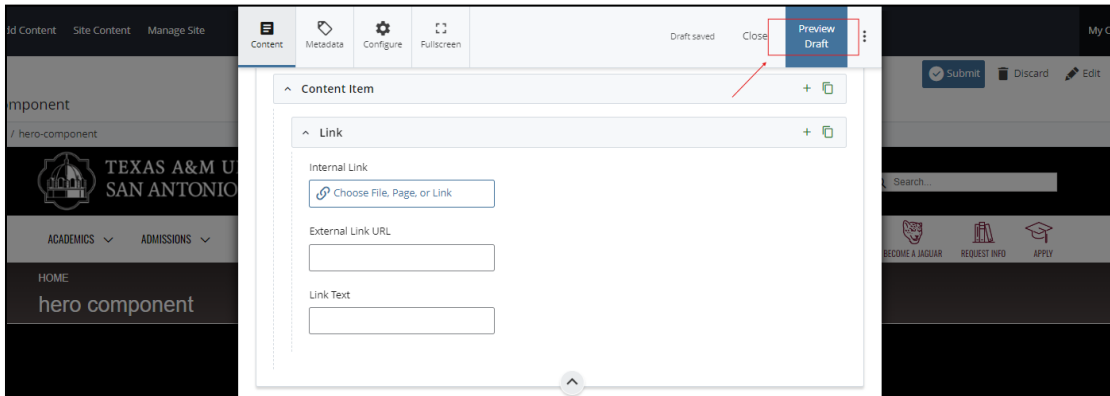 dd Content Site Content Manage Site
Content Metadata Configure Fullscreen
Draft saved Close Preview Draft
My C
Submit Discard Edit
omponent
/ hero-component
Content Item
Link
Internal Link
Choose File, Page, or Link
External Link URL
Link Text
TEXAS A&M U
SAN ANTONIO
Search...
ACADEMICS ADMISSIONS
BECOME A JAGUAR REQUEST INFO APPLY
HOME
hero component